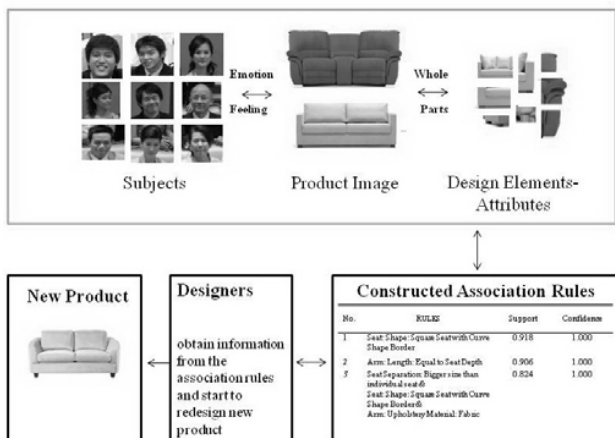 Emotion
Feeling
Whole
Parts
Subjects
Product Image
Design Elements-
Attributes
New Product
Designers
obtain information
from the
association rules
and start to
redesign new
product
Constructed Association Rules
No. RULES Support Confidence
1 Seat: Shape: Square Seat with Curve 0.918 1.000
Shape Border
2 Arm: Length: Equal to Seat Depth 0.906 1.000
3 Seat Separation: Bigger size than 0.824 1.000
individual seat &
Seat: Shape: Square Seat with Curve
Shape Border &
Arm: Upholstery Material: Fabric